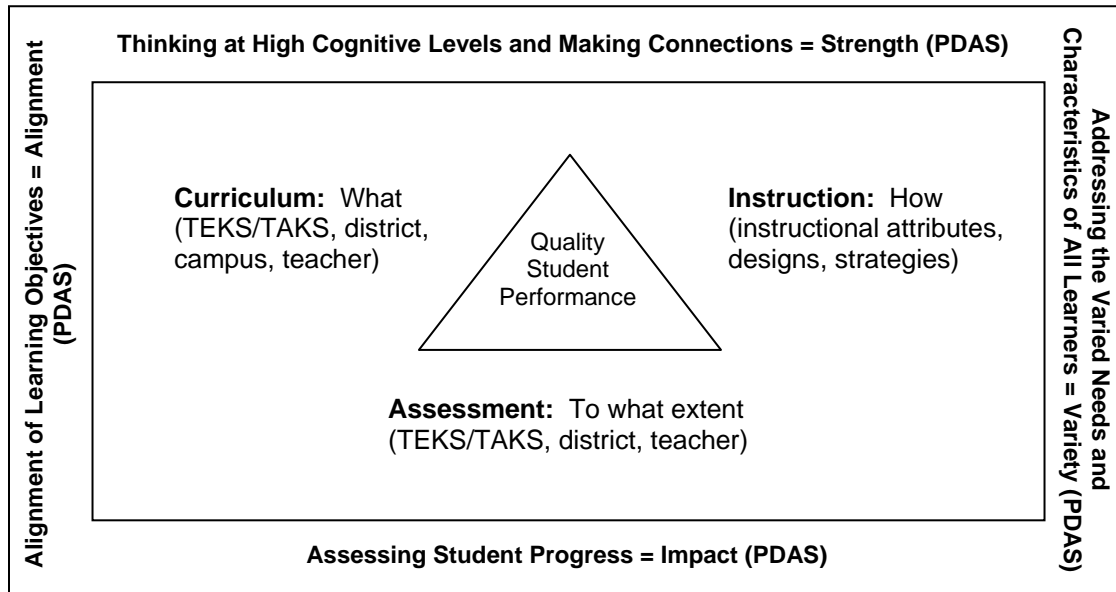 Thinking at High Cognitive Levels and Making Connections = Strength (PDAS)
Alignment of Learning Objectives = Alignment
(PDAS)
Curriculum: What
(TEKS/TAKS, district,
campus, teacher)
Quality
Student
Performance
Instruction: How
(instructional attributes,
designs, strategies)
Assessment: To what extent
(TEKS/TAKS, district, teacher)
Addressing the Varied Needs and
Characteristics of All Learners = Variety (PDAS)
Assessing Student Progress = Impact (PDAS)